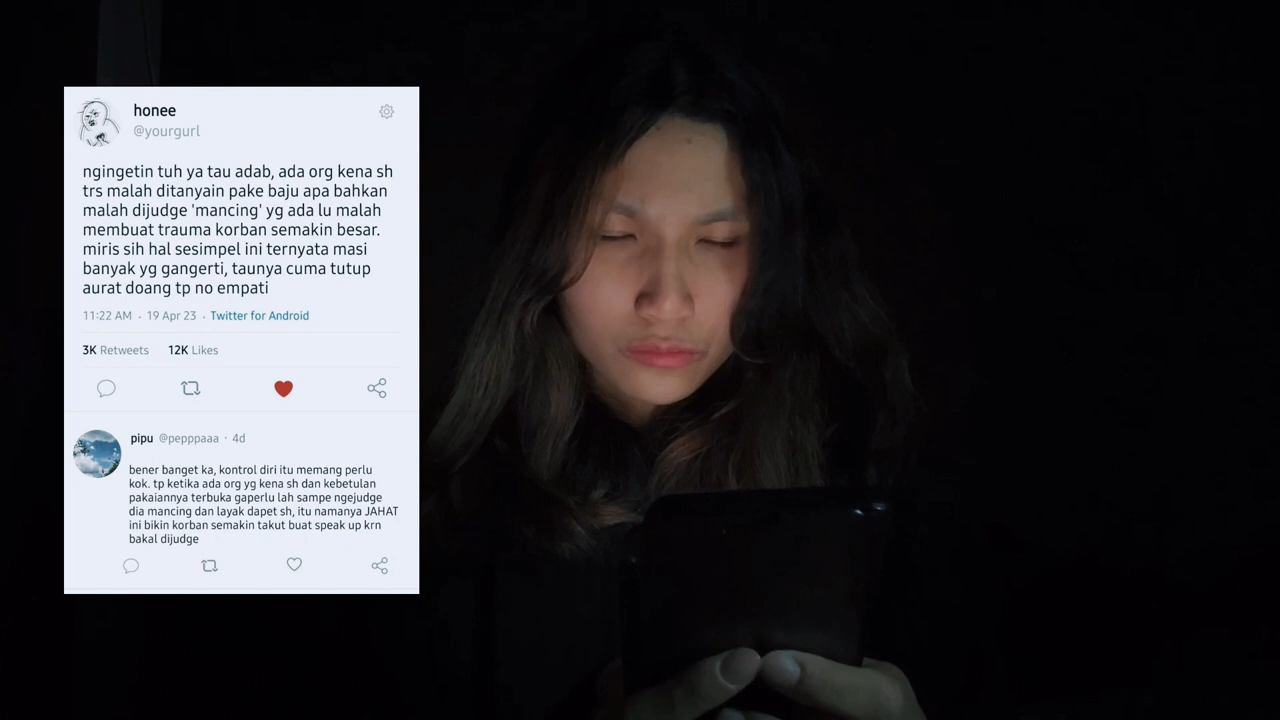 honee
@yourgurl
ngingetin tuh ya tau adab, ada org kena sh
trs malah ditanyain pake baju apa bahkan
malah dijudge 'mancing' yg ada lu malah
membuat trauma korban semakin besar.
miris sih hal sesimpel ini ternyata masi
banyak yg gangerti, taunya cuma tutup
aurat doang tp no empati
11:22 AM . 19 Apr 23 . Twitter for Android
3K Retweets 12K Likes
pipu @pepppaaa · 4d
bener banget ka, kontrol diri itu memang perlu
kok. tp ketika ada org yg kena sh dan kebetulan
pakaiannya terbuka gaperlu lah sampe ngejudge
dia mancing dan layak dapet sh, itu namanya JAHAT
ini bikin korban semakin takut buat speak up krn
bakal dijudge